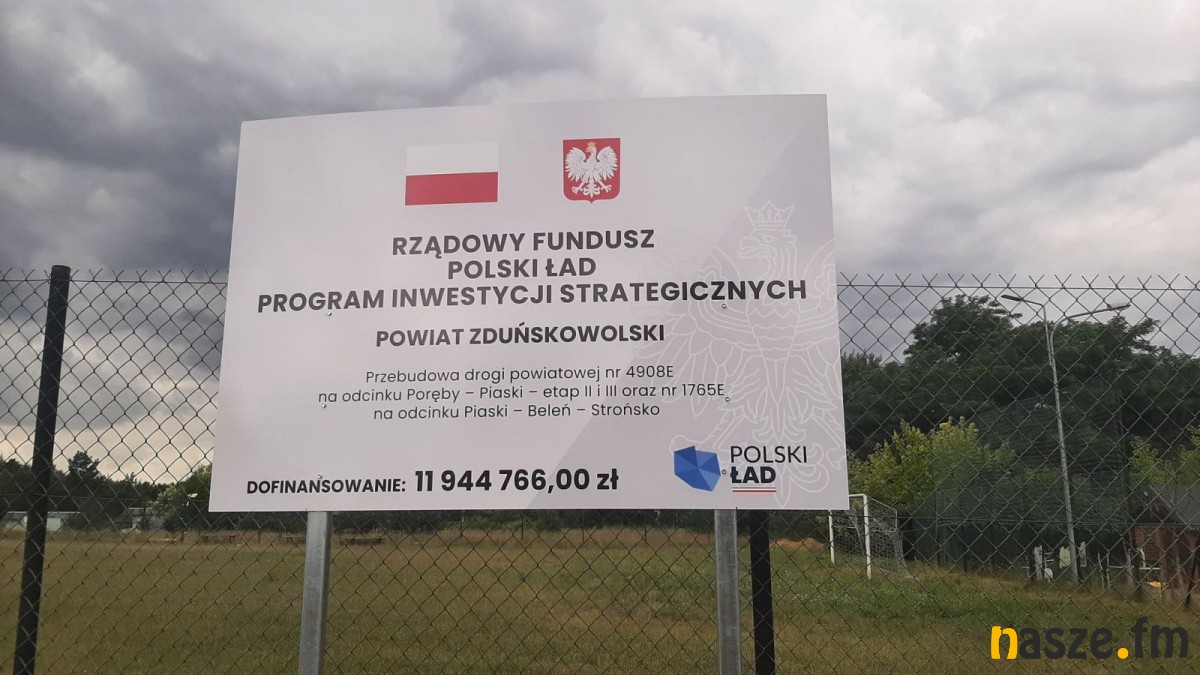 RZĄDOWY FUNDUSZ
POLSKI ŁAD
PROGRAM INWESTYCJI STRATEGICZNYCH
POWIAT ZDUŃSKOWOLSKI
Przebudowa drogi powiatowej nr 4908E
na odcinku Poręby – Piaski – etap II i III oraz nr 1765E
na odcinku Piaski – Beleń – Strońsko
DOFINANSOWANIE: 11 944 766,00 zł
POLSKI
ŁAD
nasze.fm